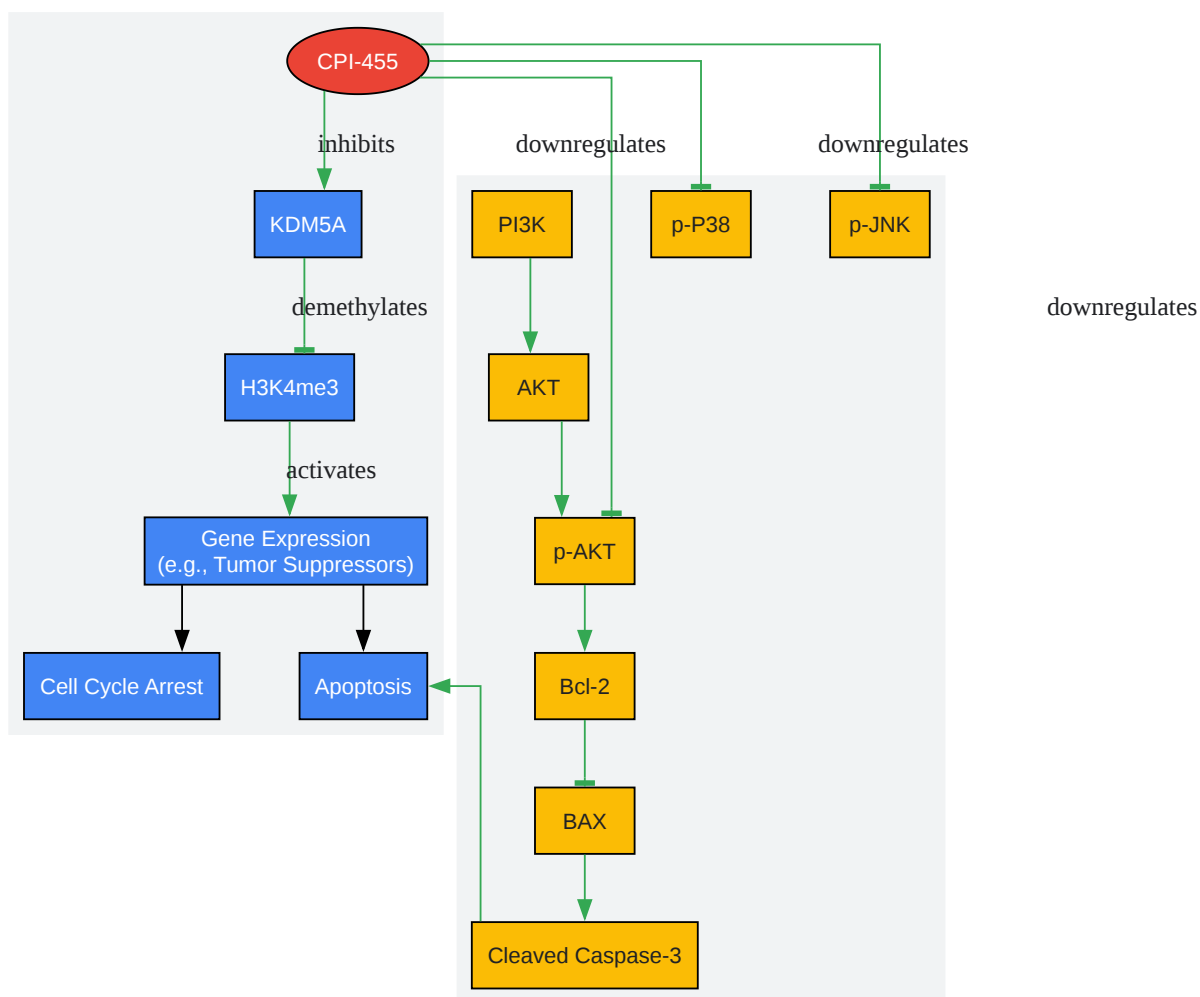 CPI-455
inhibits
downregulates
downregulates
KDM5A
PI3K
p-P38
p-JNK
demethylates
downregulates
H3K4me3
AKT
activates
Gene Expression
(e.g., Tumor Suppressors)
p-AKT
Cell Cycle Arrest
Apoptosis
Bcl-2
BAX
Cleaved Caspase-3